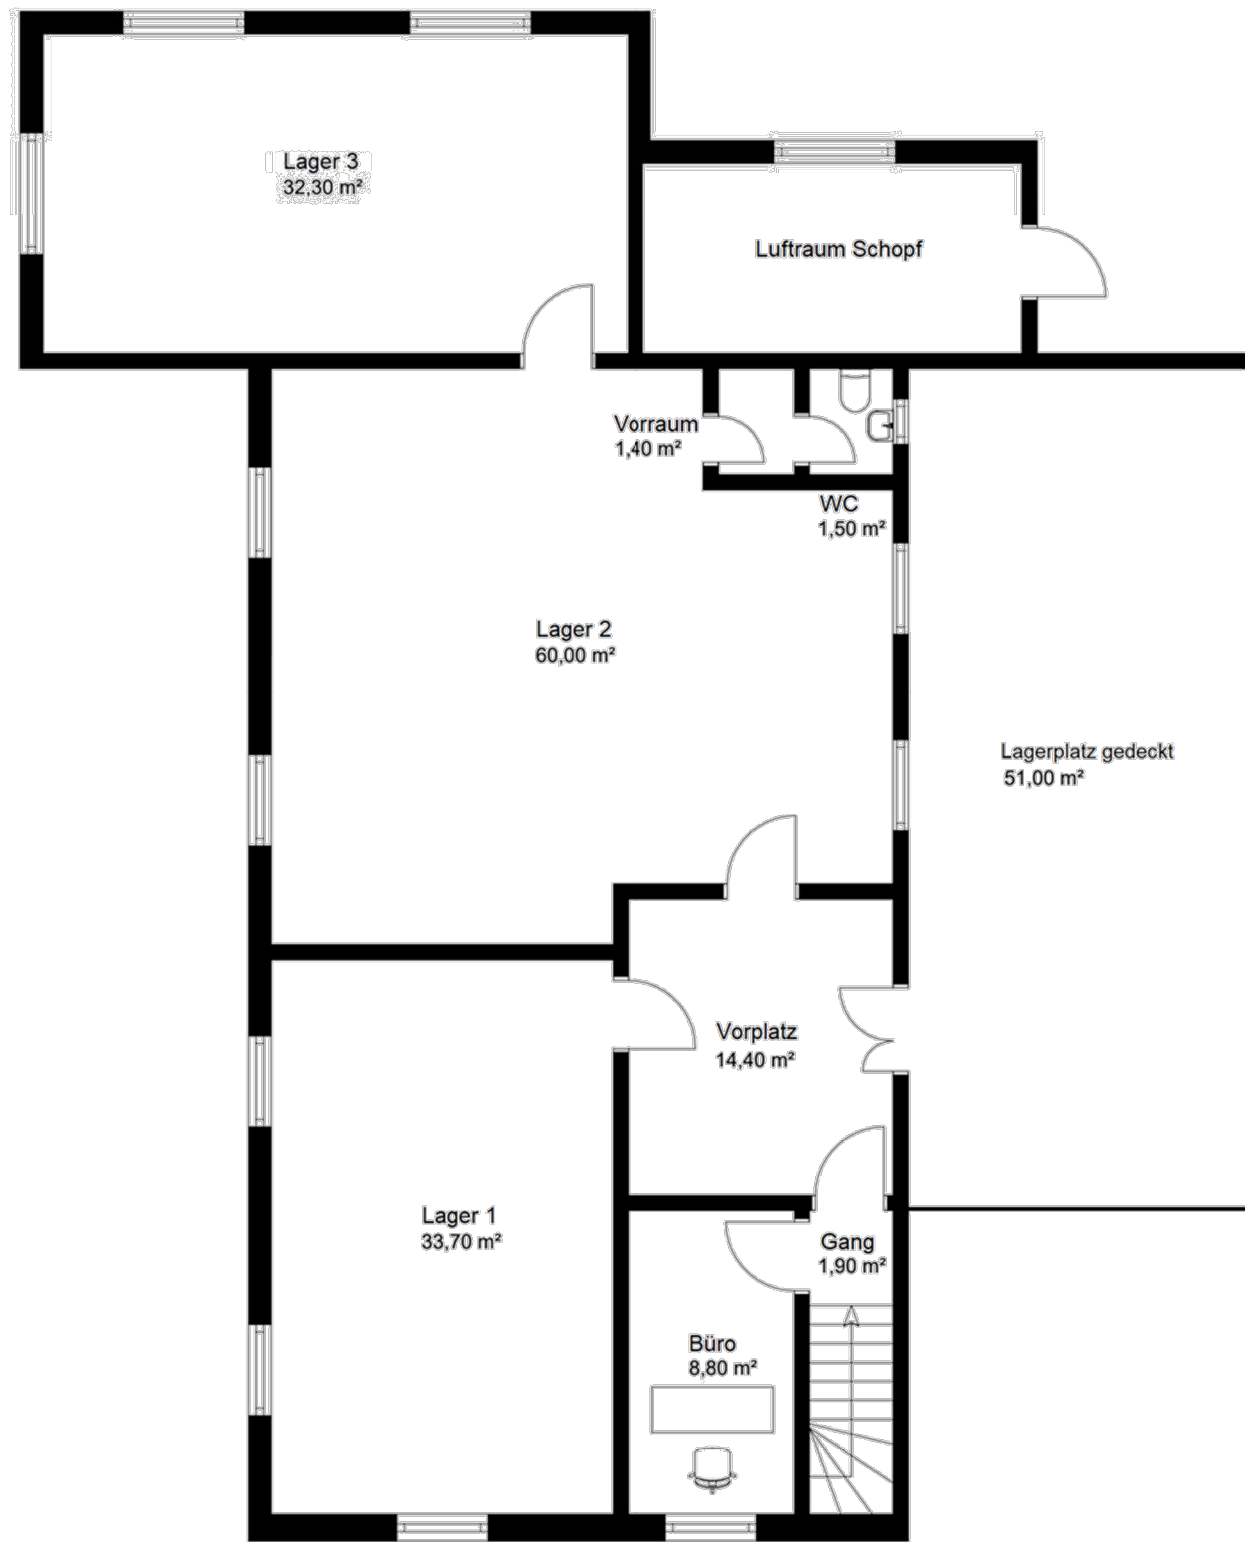 Lager 3
32,30 m²
Luftraum Schopf
Vorraum
1,40 m²
WC
1,50 m²
Lager 2
60,00 m²
Lagerplatz gedeckt
51,00 m²
Vorplatz
14,40 m²
Lager 1
33,70 m²
Gang
1,90 m²
Büro
8,80 m²